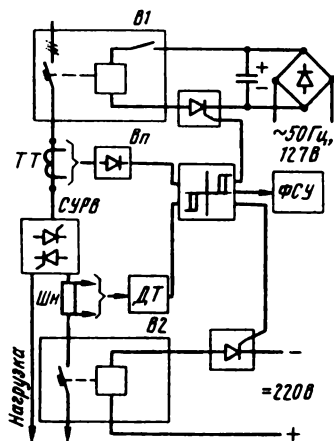 В1
+
−
~50Гц,
127В
Вп
ТТ
ФСУ
СУРВ
Шн
ДТ
В2
Нагрузка
−
=220В
+